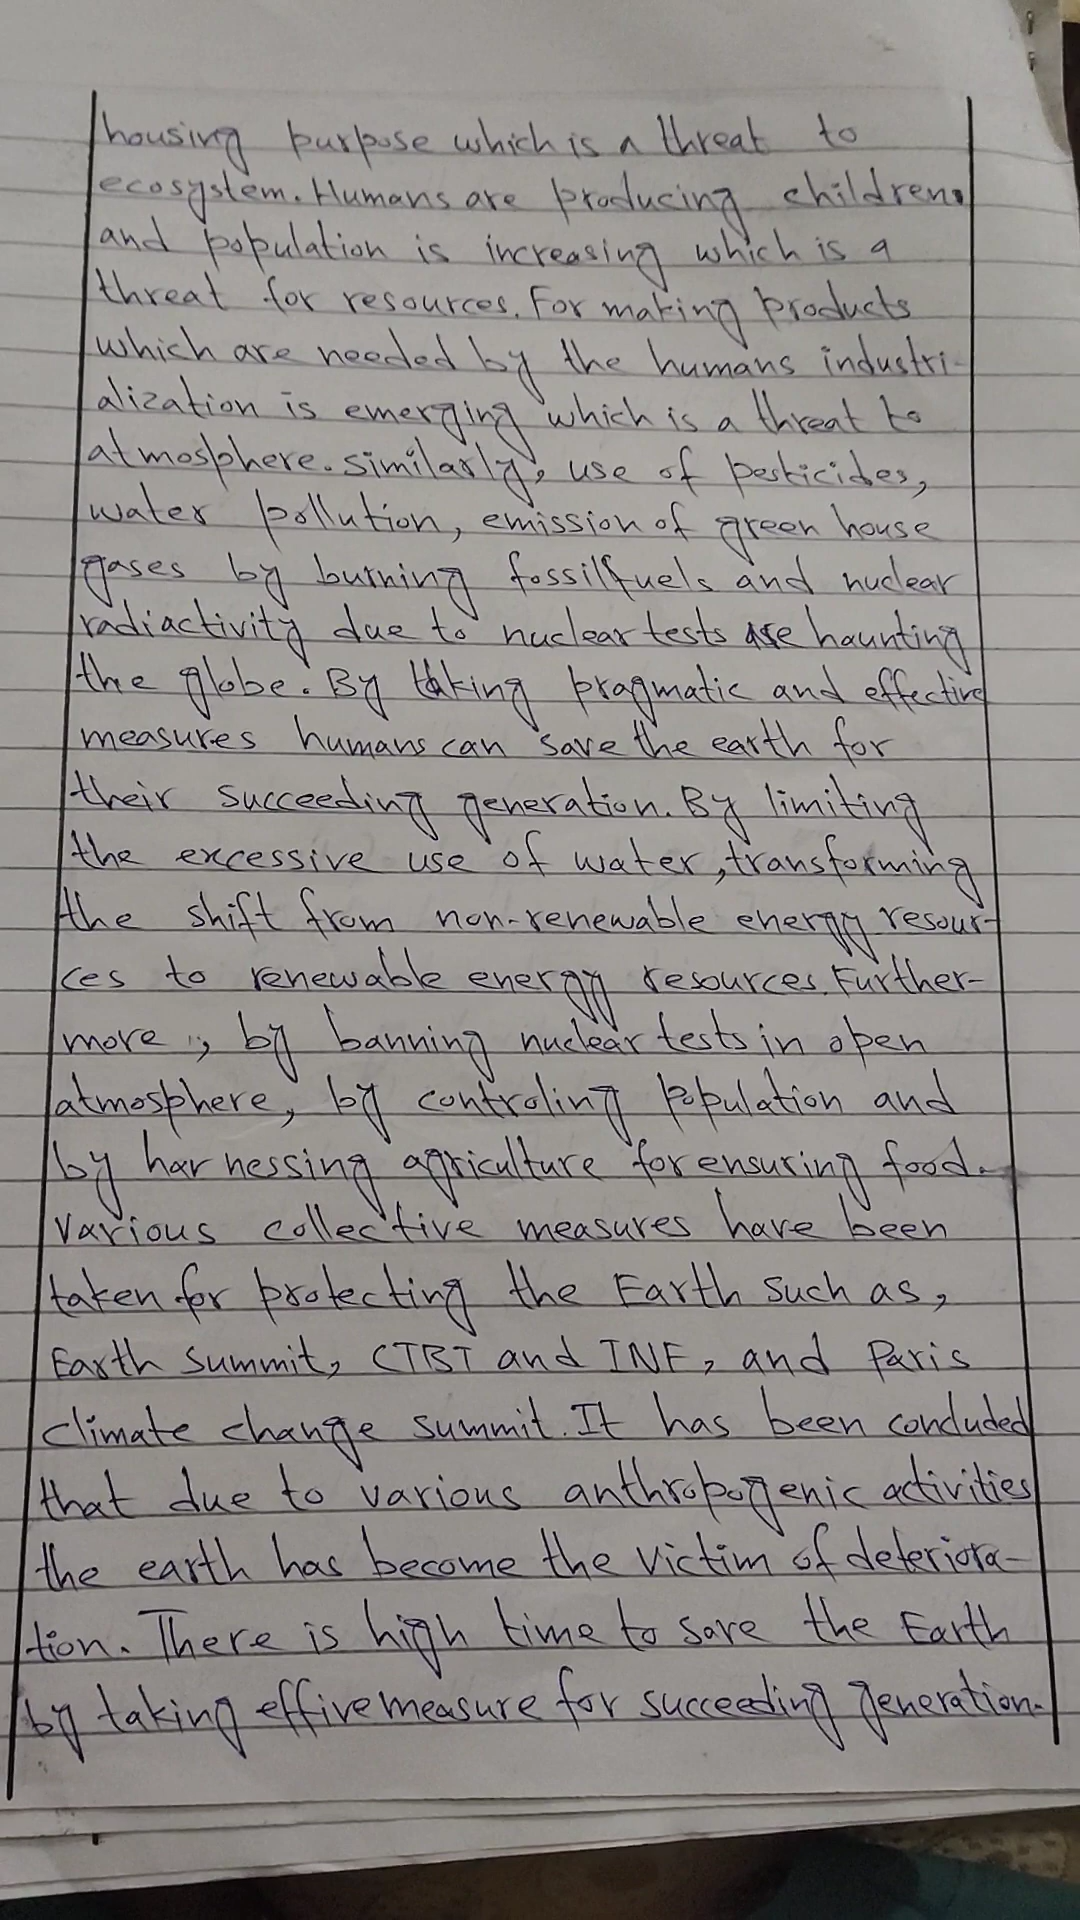 housing purpose which is a threat to
ecosystem. Humans are producing children,
and population is increasing which is a
threat for resources. For making products
which are needed by the humans industri-
alization is emerging which is a threat to
atmosphere. Similarly, use of pesticides,
water pollution, emission of green house
gases by burning fossilfuels and nuclear
radiactivity due to nuclear tests are haunting
the globe. By taking pragmatic and effective
measures humans can save the earth for
their succeeding generation. By limiting
the excessive use of water, transforming
the shift from non-renewable energy resour-
ces to renewable energy resources. Further-
more, by banning nuclear tests in open
atmosphere, by controling population and
by harnessing agriculture for ensuring food.
Various collective measures have been
taken for protecting the Earth such as,
Earth Summit, CTBT and INF, and Paris
climate change summit. It has been concluded
that due to various anthropogenic activities
the earth has become the victim of deteriora-
tion. There is high time to save the Earth
by taking effive measure for succeeding generation.